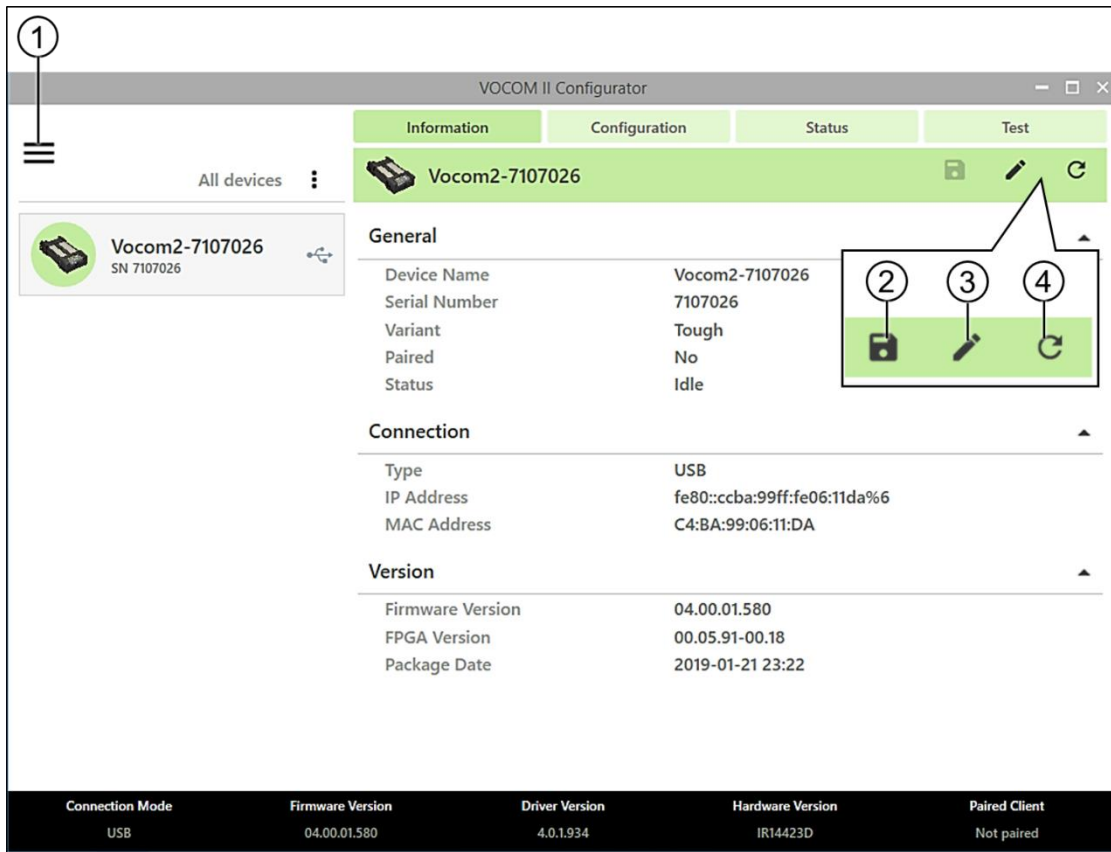 1
VOCOM II Configurator
Information Configuration Status Test
All devices
Vocom2-7107026
Vocom2-7107026
SN 7107026
General
Device Name Vocom2-7107026
Serial Number 7107026
Variant Tough
Paired No
Status Idle
2 3 4
Connection
Type USB
IP Address fe80::ccba:99ff:fe06:11da%6
MAC Address C4:BA:99:06:11:DA
Version
Firmware Version 04.00.01.580
FPGA Version 00.05.91-00.18
Package Date 2019-01-21 23:22
Connection Mode Firmware Version Driver Version Hardware Version Paired Client
USB 04.00.01.580 4.0.1.934 IR14423D Not paired